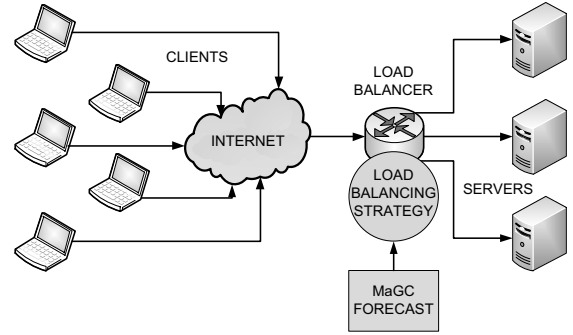 CLIENTS
INTERNET
LOAD
BALANCER
LOAD
BALANCING
STRATEGY
SERVERS
MaGC
FORECAST